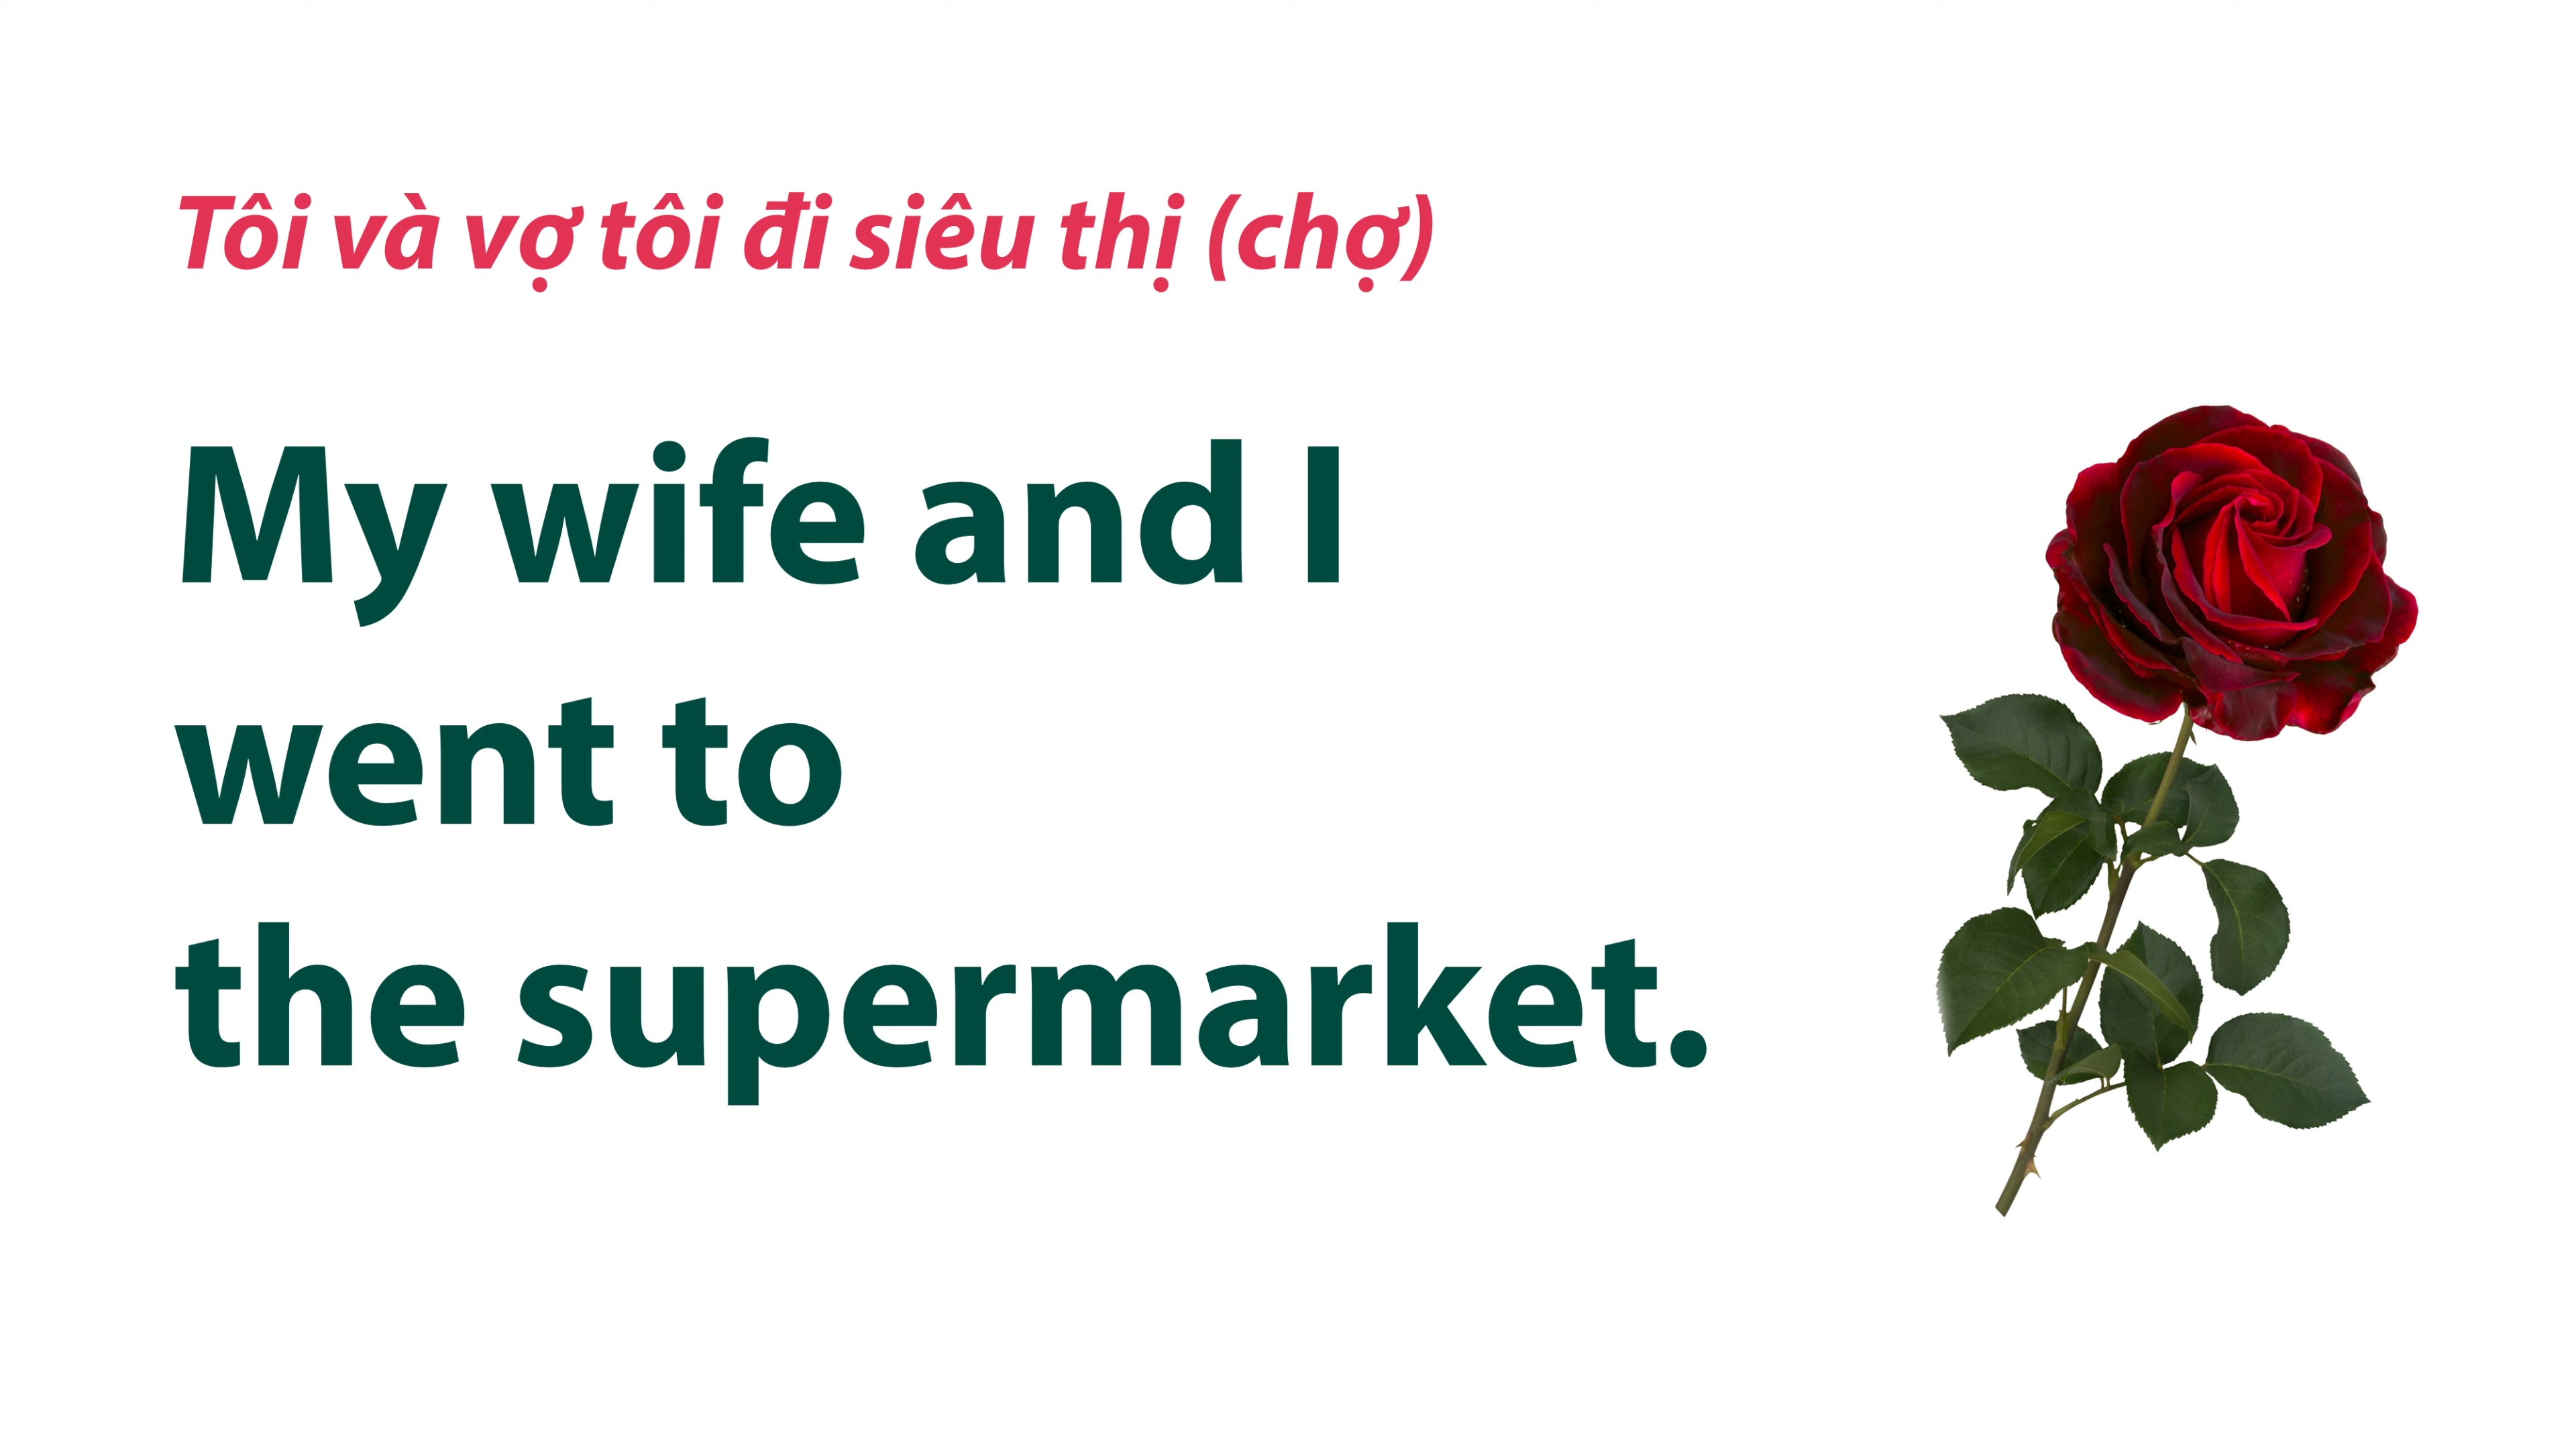 Tôi và vợ tôi đi siêu thị (chợ)
My wife and I
went to
the supermarket.